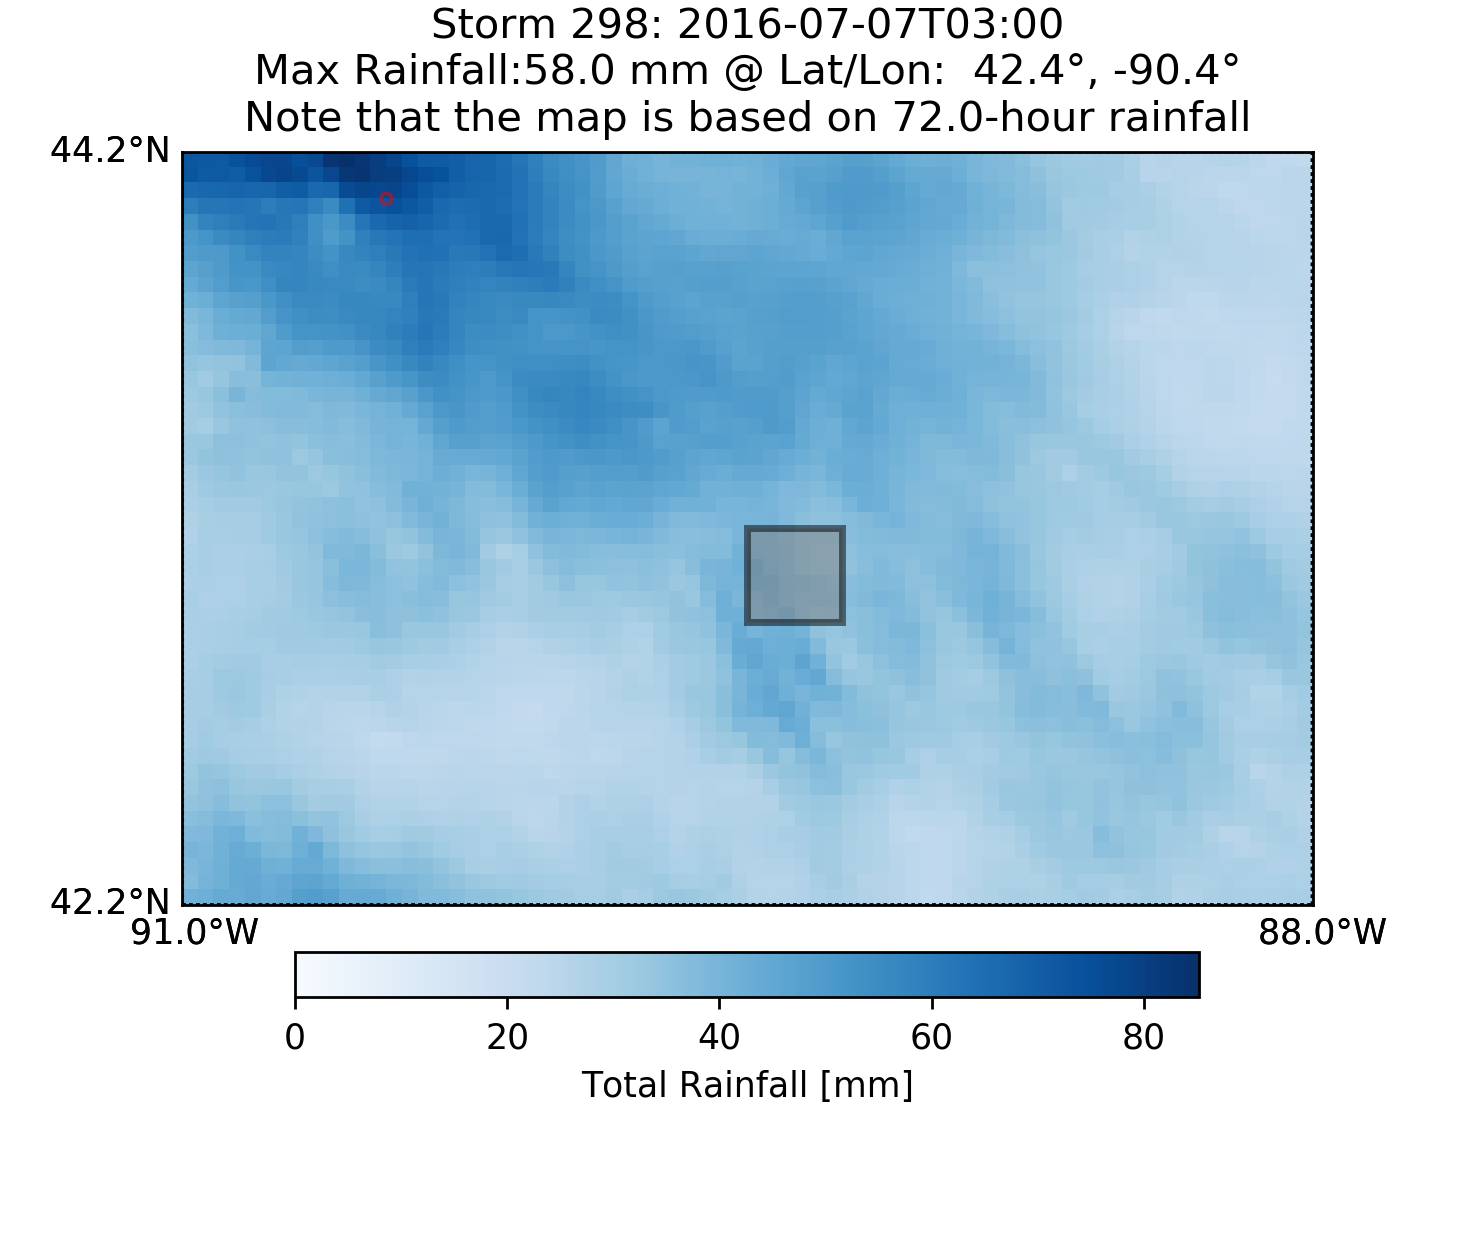 Storm 298: 2016-07-07T03:00
Max Rainfall:58.0 mm @ Lat/Lon:  42.4°, -90.4°
Note that the map is based on 72.0-hour rainfall
44.2°N
42.2°N
91.0°W
88.0°W
0
20
40
60
80
Total Rainfall [mm]